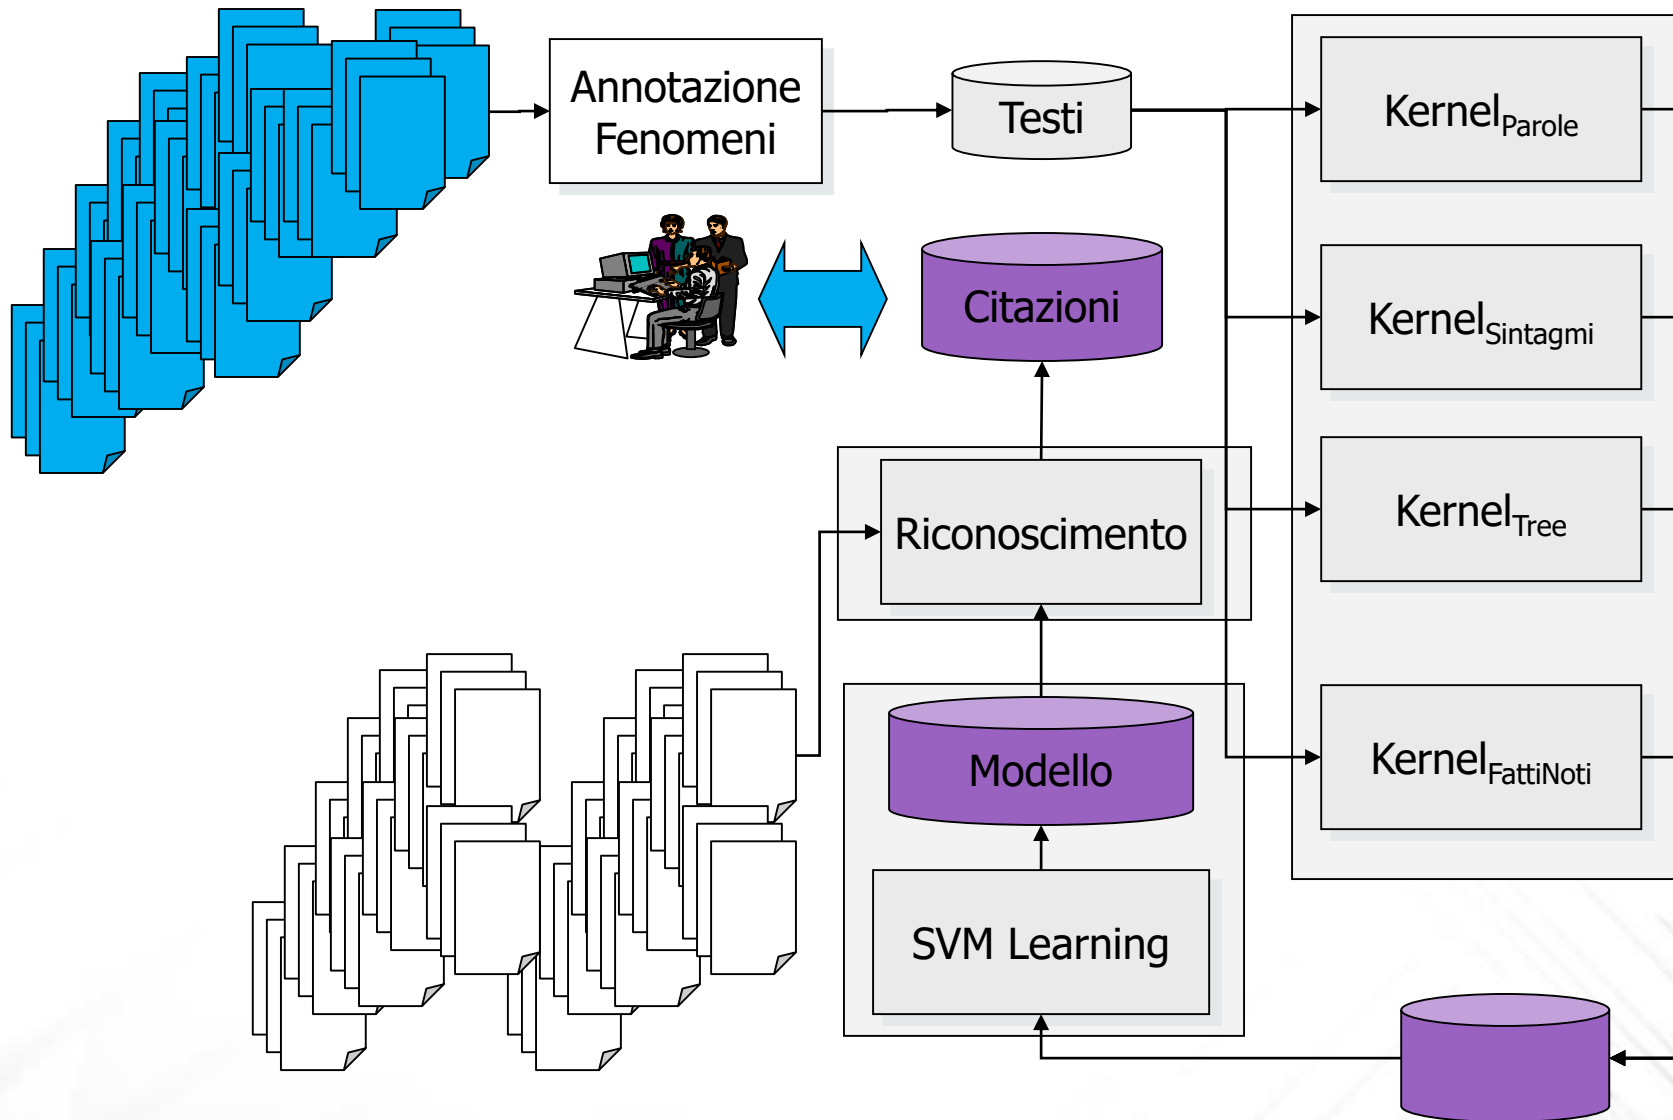 Annotazione
Fenomeni
Testi
Kernel Parole
Citazioni
Kernel Sintagmi
Kernel Tree
Riconoscimento
Modello
Kernel FattiNoti
SVM Learning